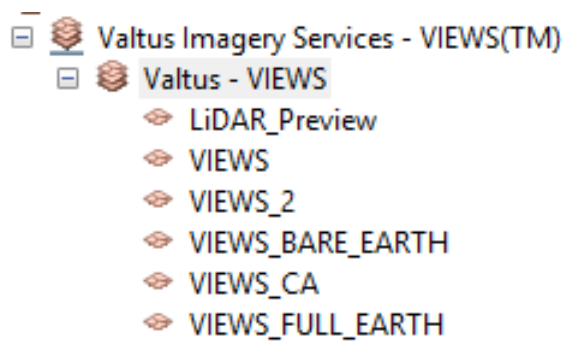 Valtus Imagery Services - VIEWS(TM)
Valtus - VIEWS
LiDAR_Preview
VIEWS
VIEWS_2
VIEWS_BARE_EARTH
VIEWS_CA
VIEWS_FULL_EARTH